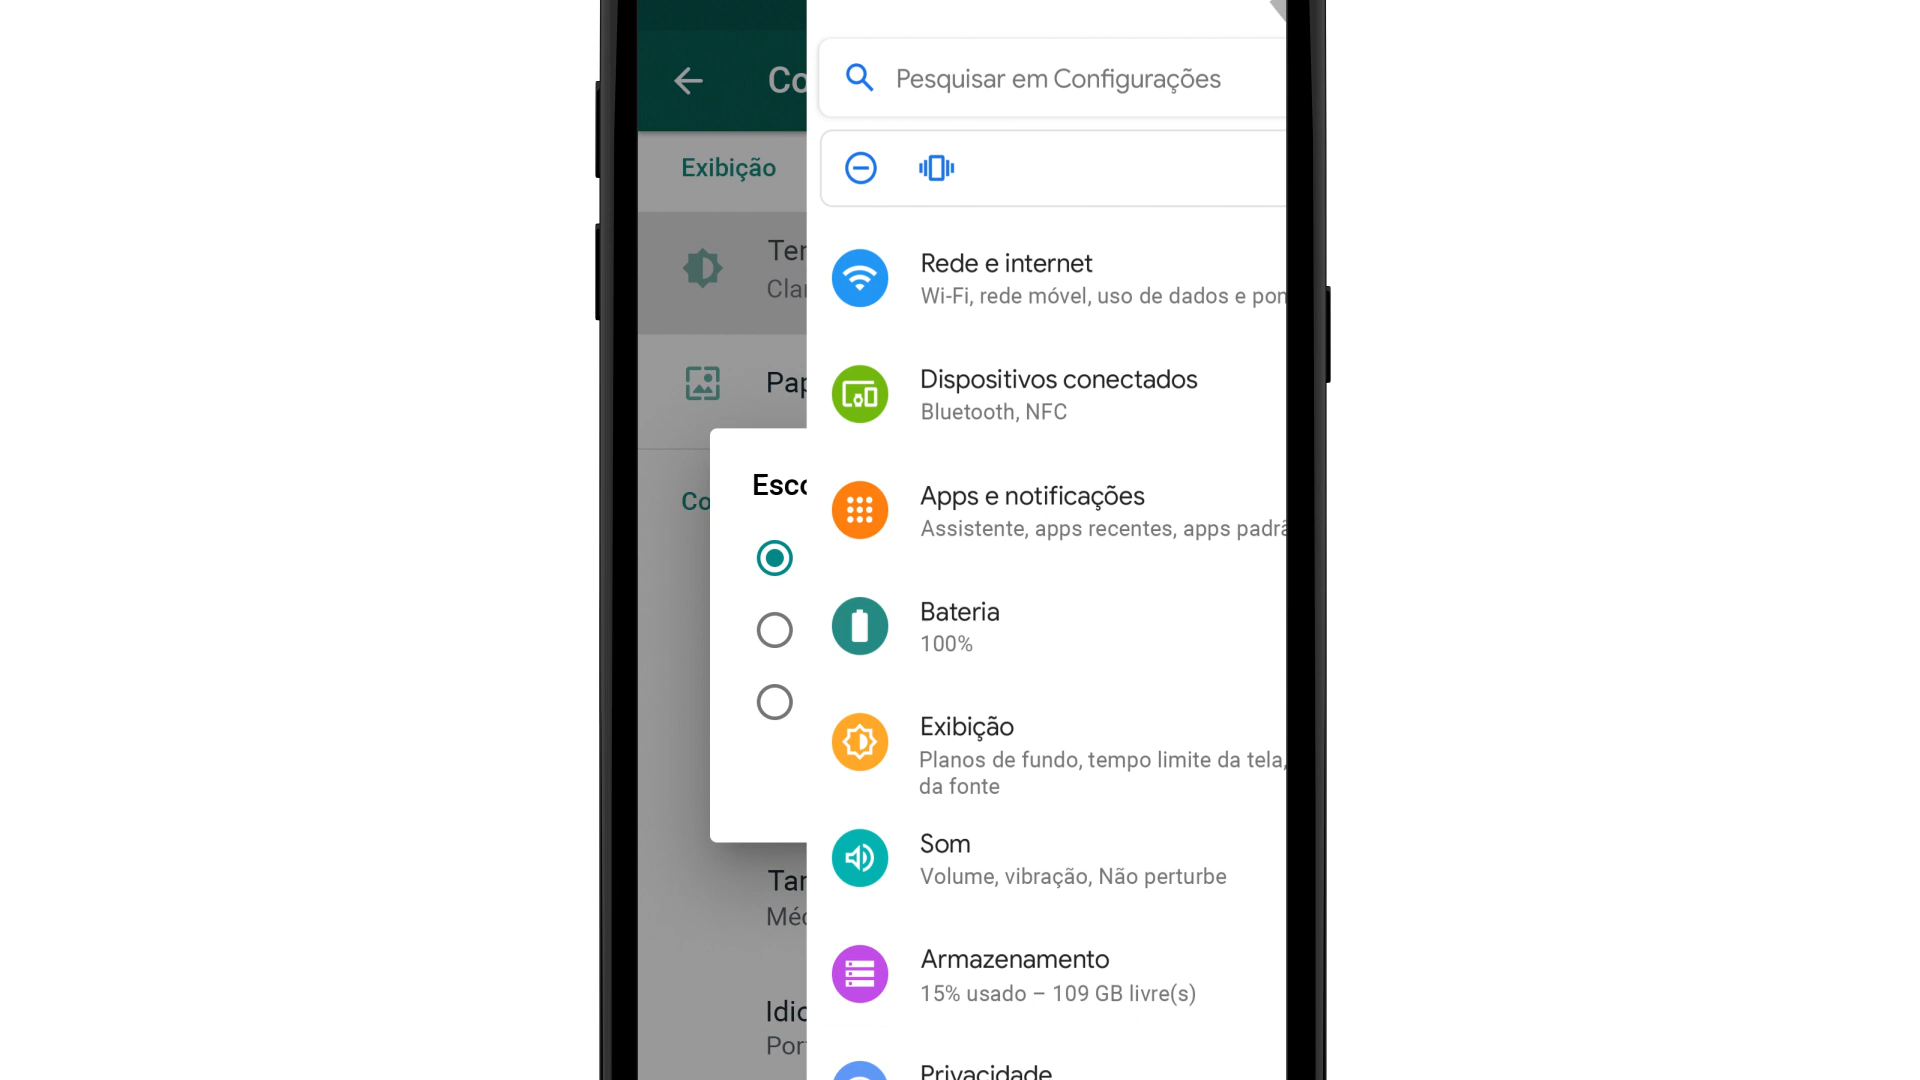 Exibição
Pesquisar em Configurações
Rede e internet
Wi-Fi, rede móvel, uso de dados e
Dispositivos conectados
Bluetooth, NFC
Apps e notificações
Assistente, apps recentes, apps
Bateria
100%
Exibição
Planos de fundo, tempo limite da tela,
da fonte
Som
Volume, vibração, Não perturbe
Armazenamento
15% usado – 109 GB livre(s)
Privacidade